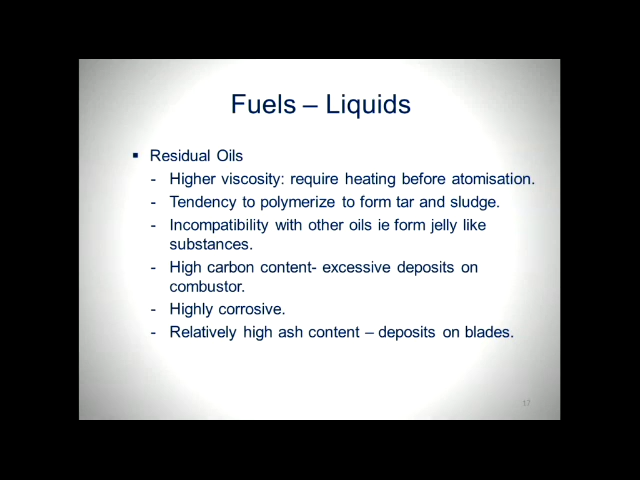 Fuels – Liquids
▪ Residual Oils
- Higher viscosity: require heating before atomisation.
- Tendency to polymerize to form tar and sludge.
- Incompatibility with other oils ie form jelly like
substances.
- High carbon content- excessive deposits on
combustor.
- Highly corrosive.
- Relatively high ash content – deposits on blades.
17